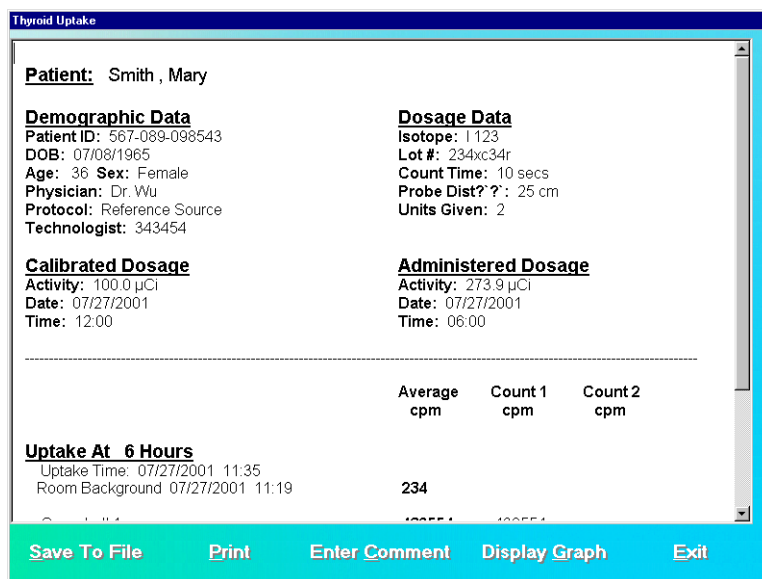 Thyroid Uptake
Patient: Smith , Mary
Demographic Data
Patient ID: 567-089-098543
DOB: 07/08/1965
Age: 36 Sex: Female
Physician: Dr. Wu
Protocol: Reference Source
Technologist: 343454
Dosage Data
Isotope: I 123
Lot #: 234xc34r
Count Time: 10 secs
Probe Dist?`?`: 25 cm
Units Given: 2
Calibrated Dosage
Activity: 100.0 µCi
Date: 07/27/2001
Time: 12:00
Administered Dosage
Activity: 273.9 µCi
Date: 07/27/2001
Time: 06:00
Average Count 1 Count 2
cpm cpm cpm
Uptake At 6 Hours
Uptake Time: 07/27/2001 11:35
Room Background 07/27/2001 11:19 234
Save To File Print Enter Comment Display Graph Exit